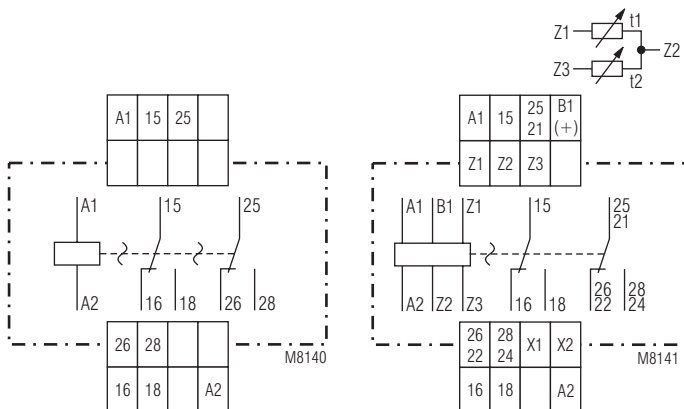 Z1 t1
Z2
Z3 t2
A1 15 25
A1 15 25 B1
21 (+)
Z1 Z2 Z3
A1 15 25
A2 16 18 26 28
A1 B1 Z1 15 25
21
A2 Z2 Z3 16 18 26 28
22 24
26 28
16 18 A2
M8140
26 28 X1 X2
22 24
16 18 A2
M8141